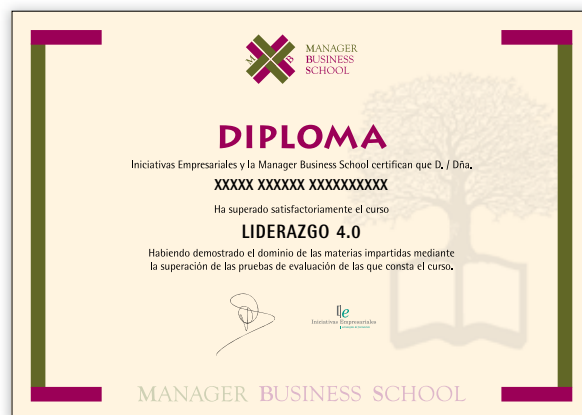 M B
MANAGER
BUSINESS
SCHOOL
DIPLOMA
Iniciativas Empresariales y la Manager Business School certifican que D. / Dña.
XXXXX XXXXXX XXXXXXXXXX
Ha superado satisfactoriamente el curso
LIDERAZGO 4.0
Habiendo demostrado el dominio de las materias impartidas mediante
la superación de las pruebas de evaluación de las que consta el curso.
Iniciativas Empresariales
MANAGER BUSINESS SCHOOL